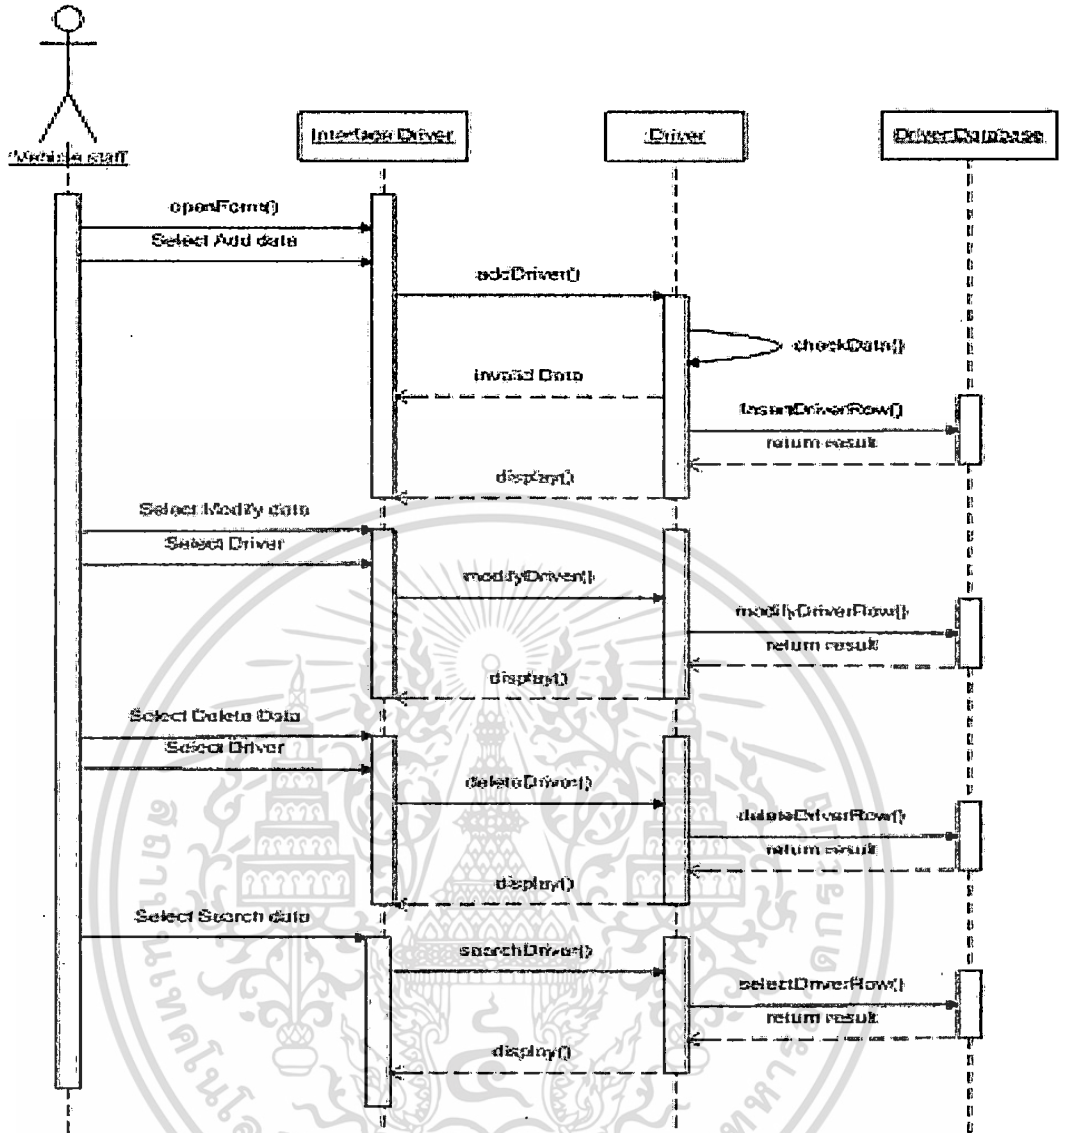 :Vehicle staff
Interface Driver
:Driver
DriverDatabase
openForm()
Select Add data
addDriver()
checkData()
Invalid Data
InsertDriverRow()
return result
display()
Select Modify data
Select Driver
modifyDriver()
modifyDriverRow()
return result
display()
Select Delete Data
Select Driver
deleteDriver()
deleteDriverRow()
return result
display()
Select Search data
searchDriver()
selectDriverRow()
return result
display()